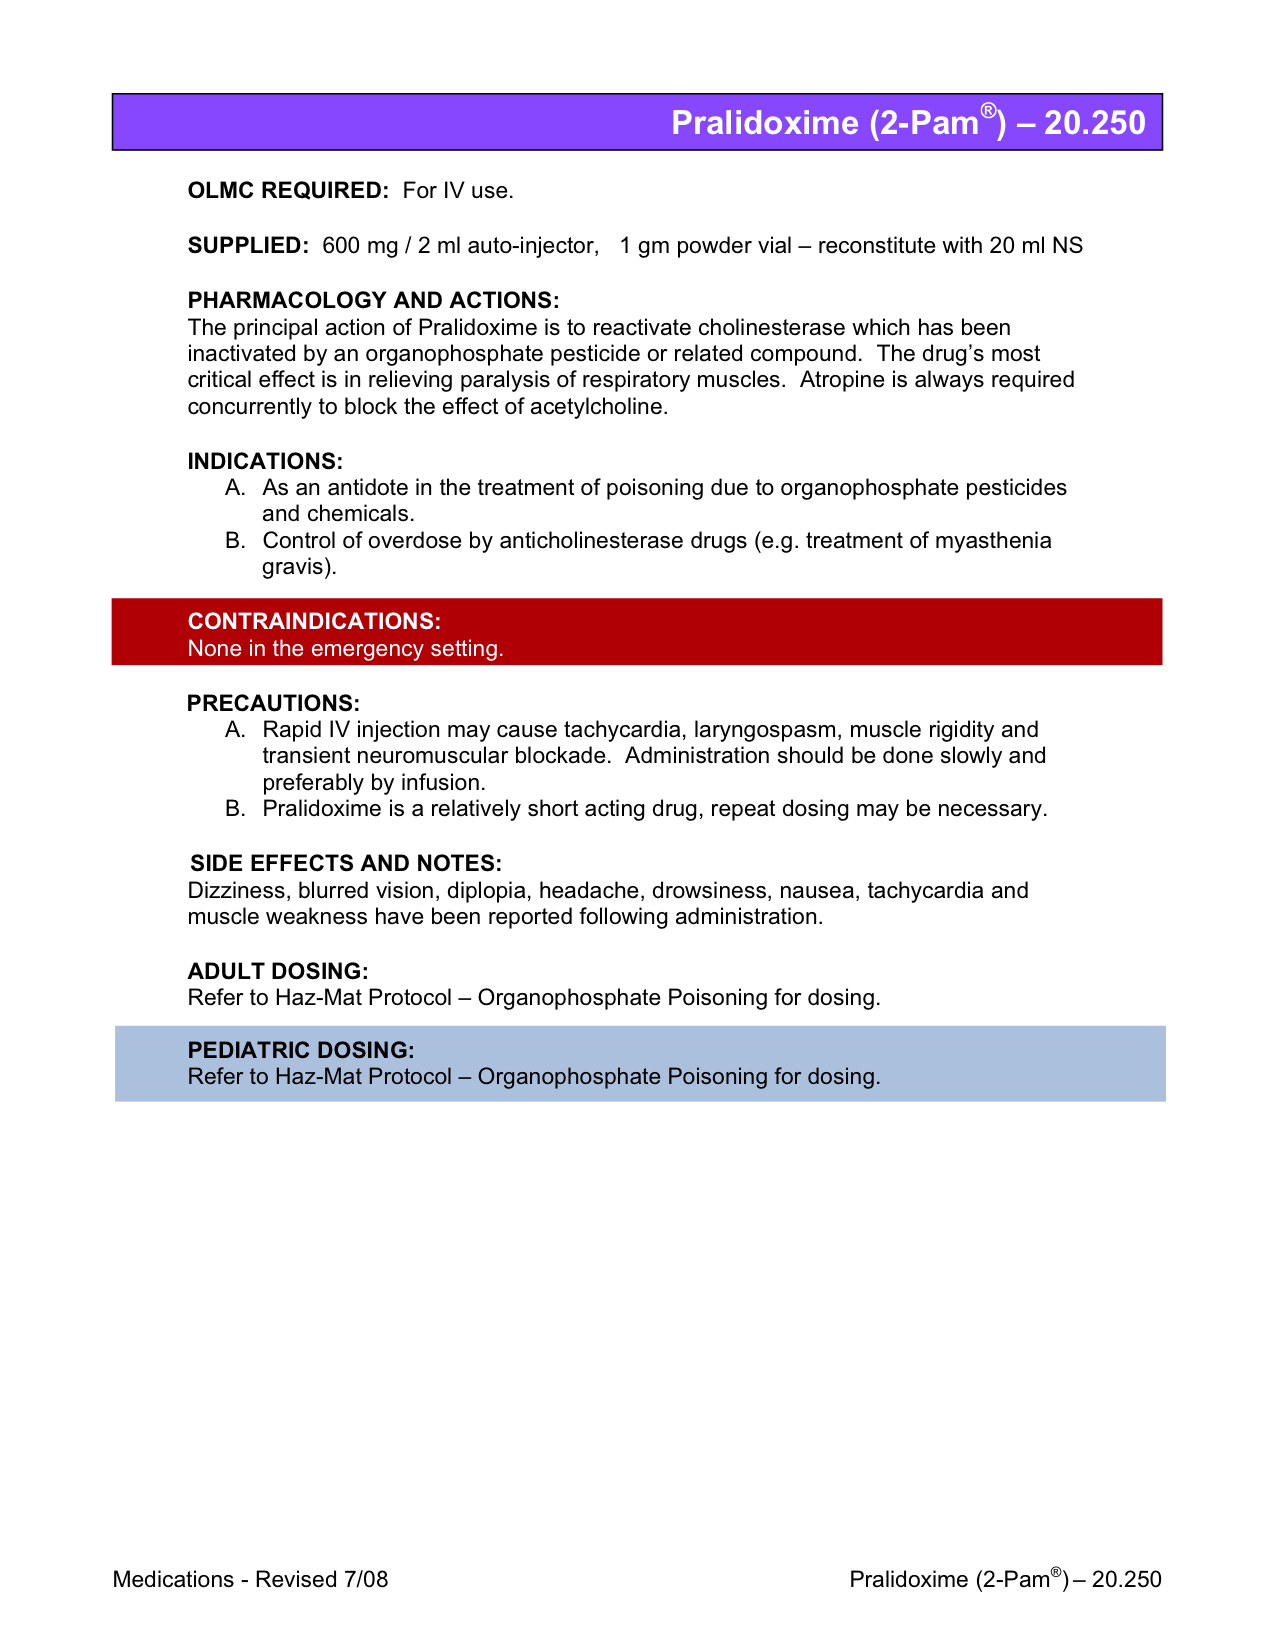 Pralidoxime (2-Pam®) – 20.250
OLMC REQUIRED: For IV use.
SUPPLIED: 600 mg / 2 ml auto-injector, 1 gm powder vial – reconstitute with 20 ml NS
PHARMACOLOGY AND ACTIONS:
The principal action of Pralidoxime is to reactivate cholinesterase which has been
inactivated by an organophosphate pesticide or related compound. The drug’s most
critical effect is in relieving paralysis of respiratory muscles. Atropine is always required
concurrently to block the effect of acetylcholine.
INDICATIONS:
A. As an antidote in the treatment of poisoning due to organophosphate pesticides
and chemicals.
B. Control of overdose by anticholinesterase drugs (e.g. treatment of myasthenia
gravis).
CONTRAINDICATIONS:
None in the emergency setting.
PRECAUTIONS:
A. Rapid IV injection may cause tachycardia, laryngospasm, muscle rigidity and
transient neuromuscular blockade. Administration should be done slowly and
preferably by infusion.
B. Pralidoxime is a relatively short acting drug, repeat dosing may be necessary.
SIDE EFFECTS AND NOTES:
Dizziness, blurred vision, diplopia, headache, drowsiness, nausea, tachycardia and
muscle weakness have been reported following administration.
ADULT DOSING:
Refer to Haz-Mat Protocol – Organophosphate Poisoning for dosing.
PEDIATRIC DOSING:
Refer to Haz-Mat Protocol – Organophosphate Poisoning for dosing.
Medications - Revised 7/08
Pralidoxime (2-Pam®) – 20.250